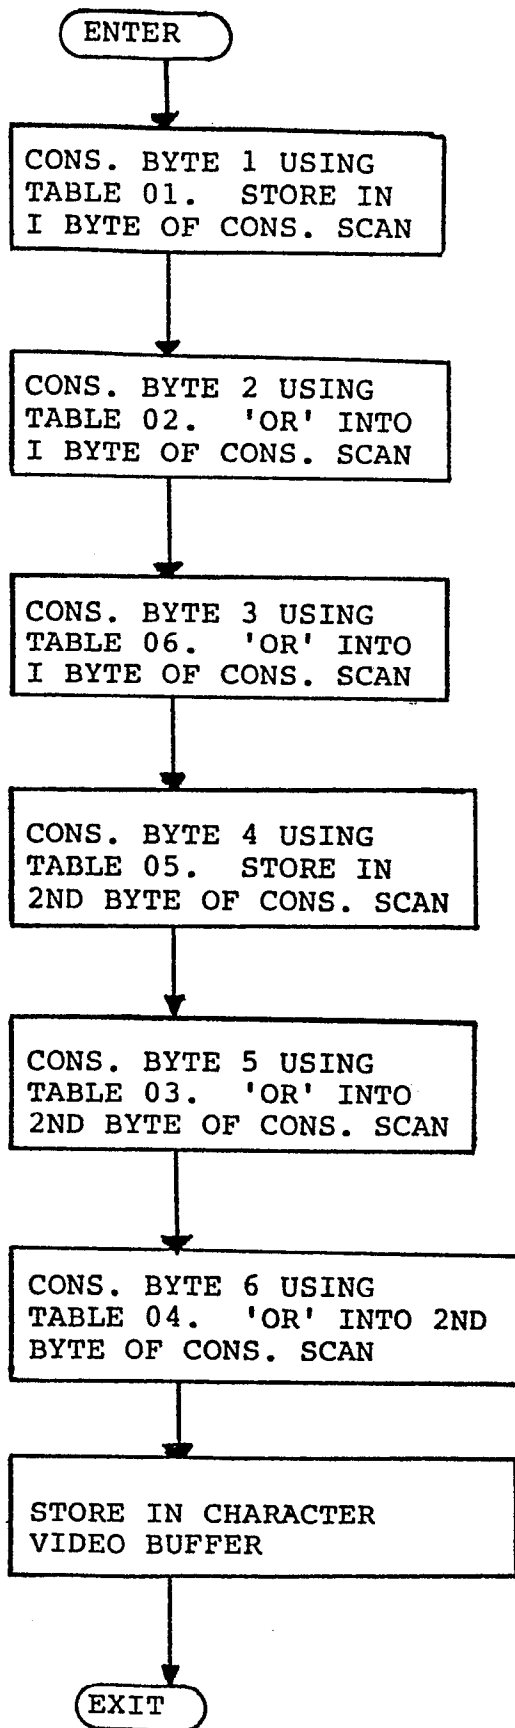 ENTER
CONS. BYTE 1 USING
TABLE 01. STORE IN
I BYTE OF CONS. SCAN
CONS. BYTE 2 USING
TABLE 02. 'OR' INTO
I BYTE OF CONS. SCAN
CONS. BYTE 3 USING
TABLE 06. 'OR' INTO
I BYTE OF CONS. SCAN
CONS. BYTE 4 USING
TABLE 05. STORE IN
2ND BYTE OF CONS. SCAN
CONS. BYTE 5 USING
TABLE 03. 'OR' INTO
2ND BYTE OF CONS. SCAN
CONS. BYTE 6 USING
TABLE 04. 'OR' INTO 2ND
BYTE OF CONS. SCAN
STORE IN CHARACTER
VIDEO BUFFER
EXIT